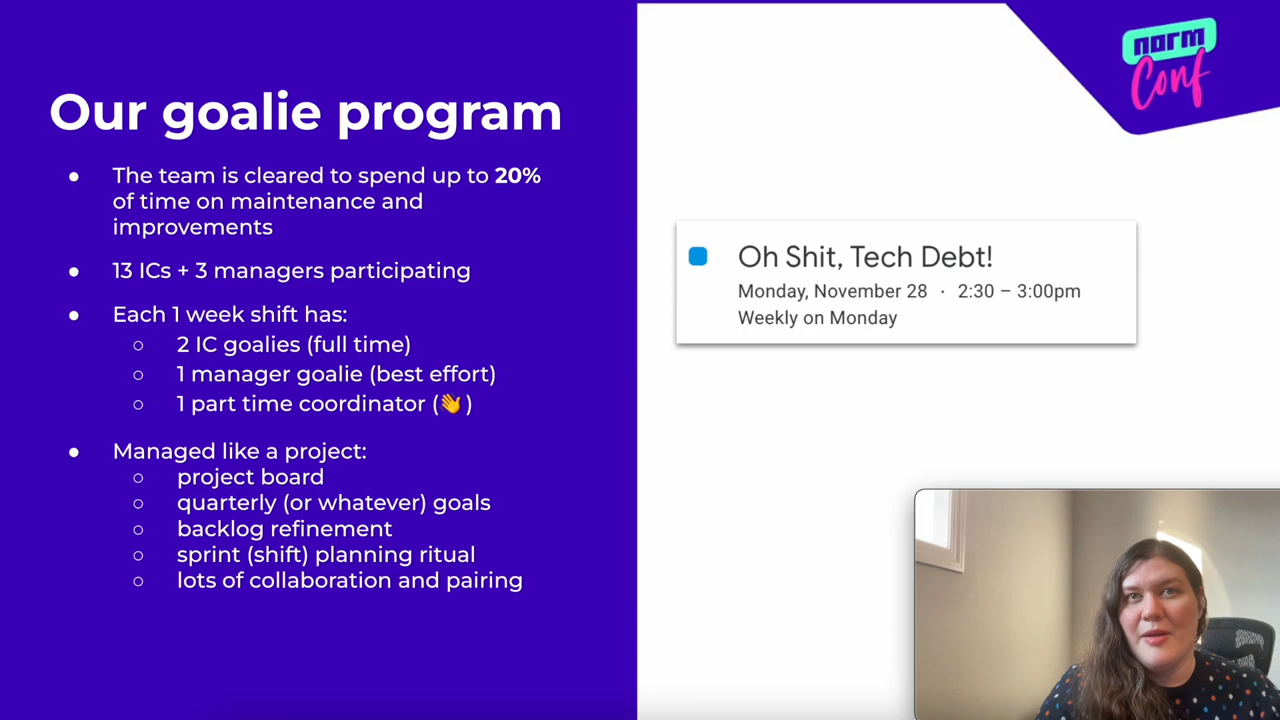 norm
Conf
Our goalie program
● The team is cleared to spend up to 20%
of time on maintenance and
improvements
● 13 ICs + 3 managers participating
● Each 1 week shift has:
○ 2 IC goalies (full time)
○ 1 manager goalie (best effort)
○ 1 part time coordinator (👋)
● Managed like a project:
○ project board
○ quarterly (or whatever) goals
○ backlog refinement
○ sprint (shift) planning ritual
○ lots of collaboration and pairing
Oh Shit, Tech Debt!
Monday, November 28 · 2:30 – 3:00pm
Weekly on Monday